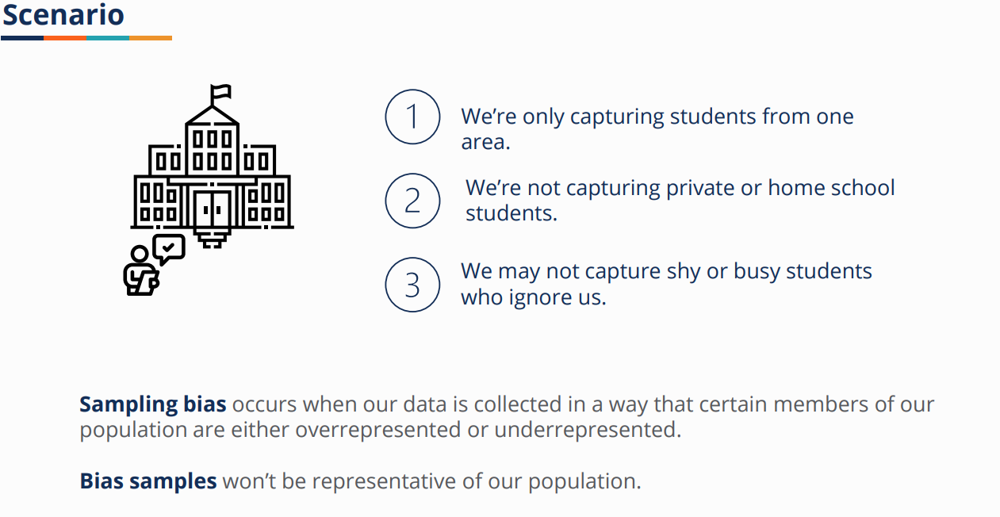 Scenario
1
We’re only capturing students from one
area.
2
We’re not capturing private or home school
students.
3
We may not capture shy or busy students
who ignore us.
Sampling bias occurs when our data is collected in a way that certain members of our
population are either overrepresented or underrepresented.
Bias samples won’t be representative of our population.